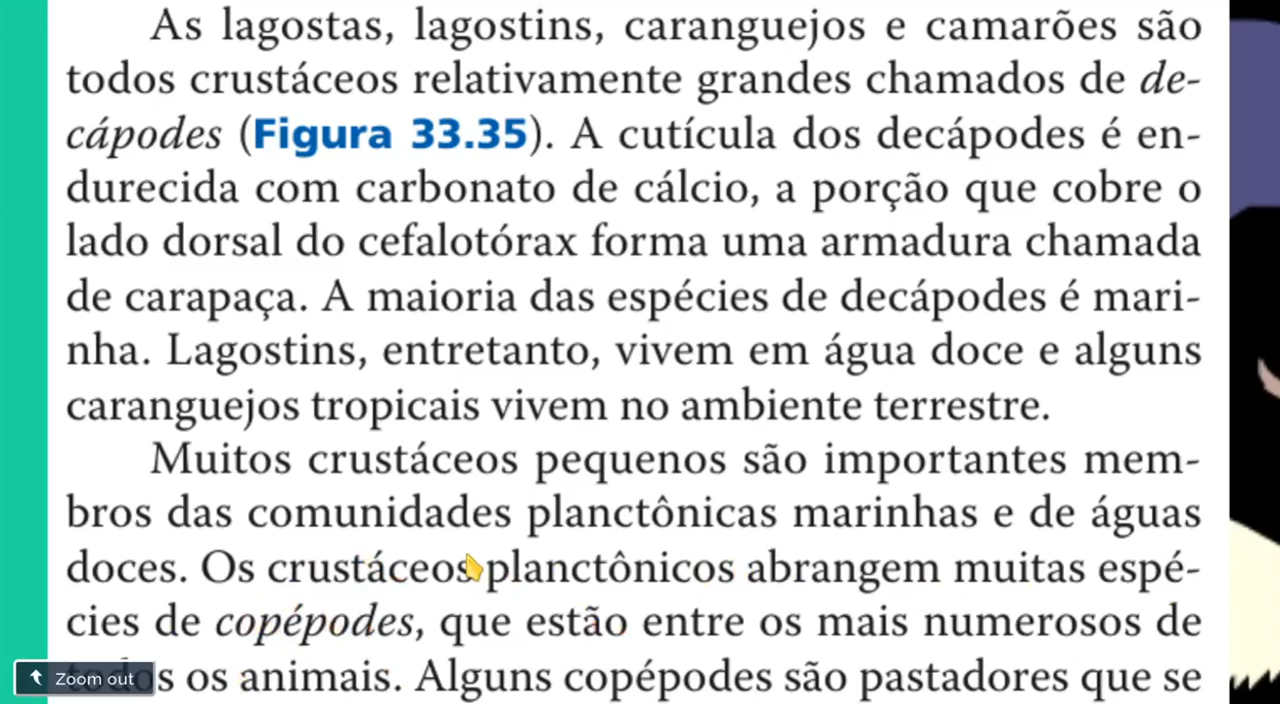 As lagostas, lagostins, caranguejos e camarões são
todos crustáceos relativamente grandes chamados de de-
cápodes (Figura 33.35). A cutícula dos decápodes é en-
durecida com carbonato de cálcio, a porção que cobre o
lado dorsal do cefalotórax forma uma armadura chamada
de carapaça. A maioria das espécies de decápodes é mari-
nha. Lagostins, entretanto, vivem em água doce e alguns
caranguejos tropicais vivem no ambiente terrestre.
Muitos crustáceos pequenos são importantes mem-
bros das comunidades planctônicas marinhas e de águas
doces. Os crustáceos planctônicos abrangem muitas espé-
cies de copépodes, que estão entre os mais numerosos de
todos os animais. Alguns copépodes são pastadores que se
Zoom out